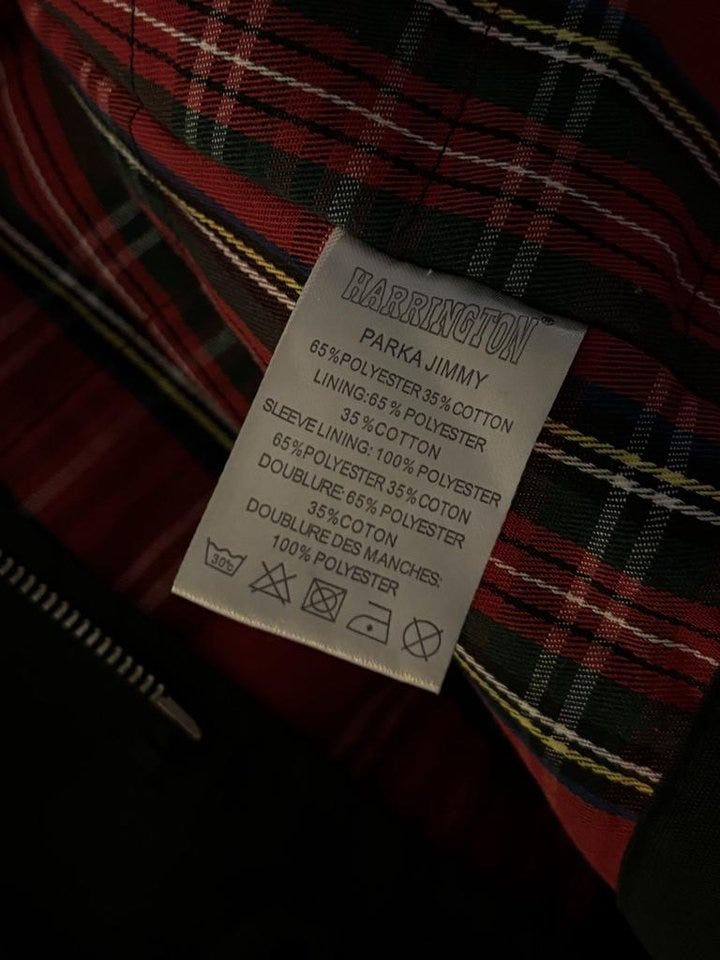 HARRINGTON®
PARKA JIMMY
65%POLYESTER 35%COTTON
LINING:65% POLYESTER
35%COTTON
SLEEVE LINING: 100% POLYESTER
65%POLYESTER 35%COTON
DOUBLURE:65% POLYESTER
35%COTON
DOUBLURE DES MANCHES:
100% POLYESTER
30℃